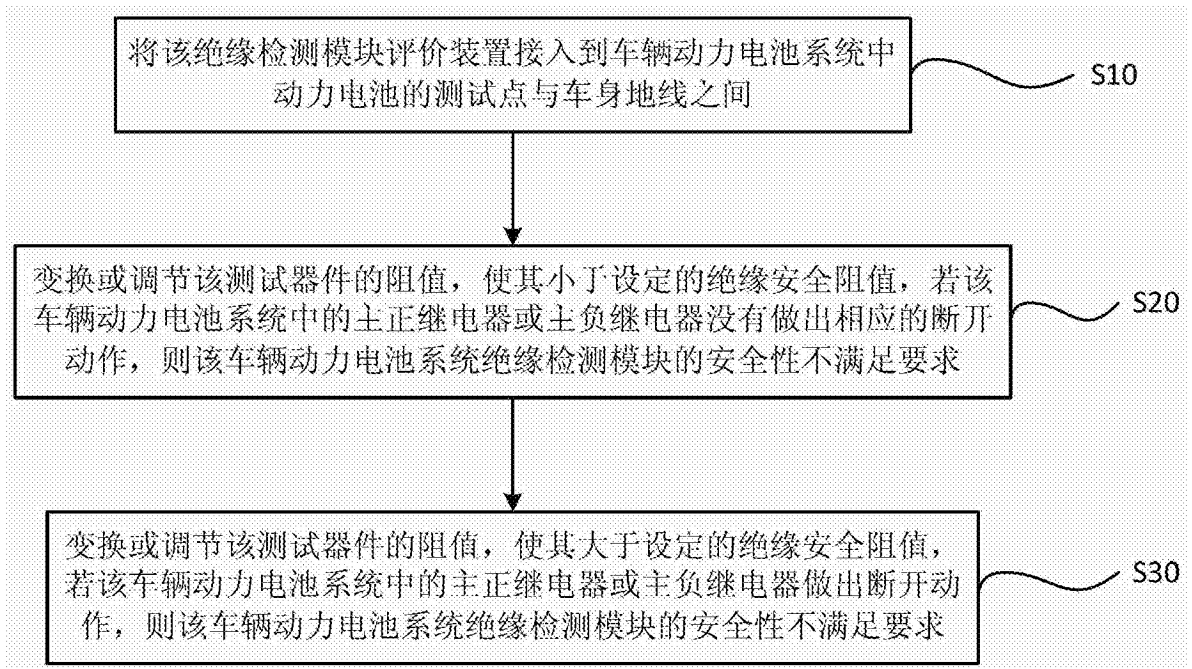 将该绝缘检测模块评价装置接入到车辆动力电池系统中
动力电池的测试点与车身地线之间
S10
变换或调节该测试器件的阻值，使其小于设定的绝缘安全阻值，若该
车辆动力电池系统中的主正继电器或主负继电器没有做出相应的断开
动作，则该车辆动力电池系统绝缘检测模块的安全性不满足要求
S20
变换或调节该测试器件的阻值，使其大于设定的绝缘安全阻值，
若该车辆动力电池系统中的主正继电器或主负继电器做出断开动
作，则该车辆动力电池系统绝缘检测模块的安全性不满足要求
S30